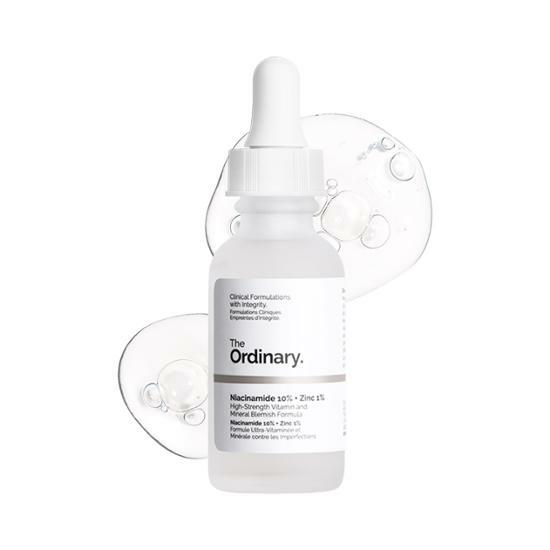 Clinical Formulations
with Integrity.
Formulations Cliniques
Empreintes d'Intégrité.
The
Ordinary.
Niacinamide 10% + Zinc 1%
High-Strength Vitamin and
Mineral Blemish Formula
Niacinamide 10% + Zinc 1%
Formule Ultra-Vitaminée et
Minérale contre les Imperfections